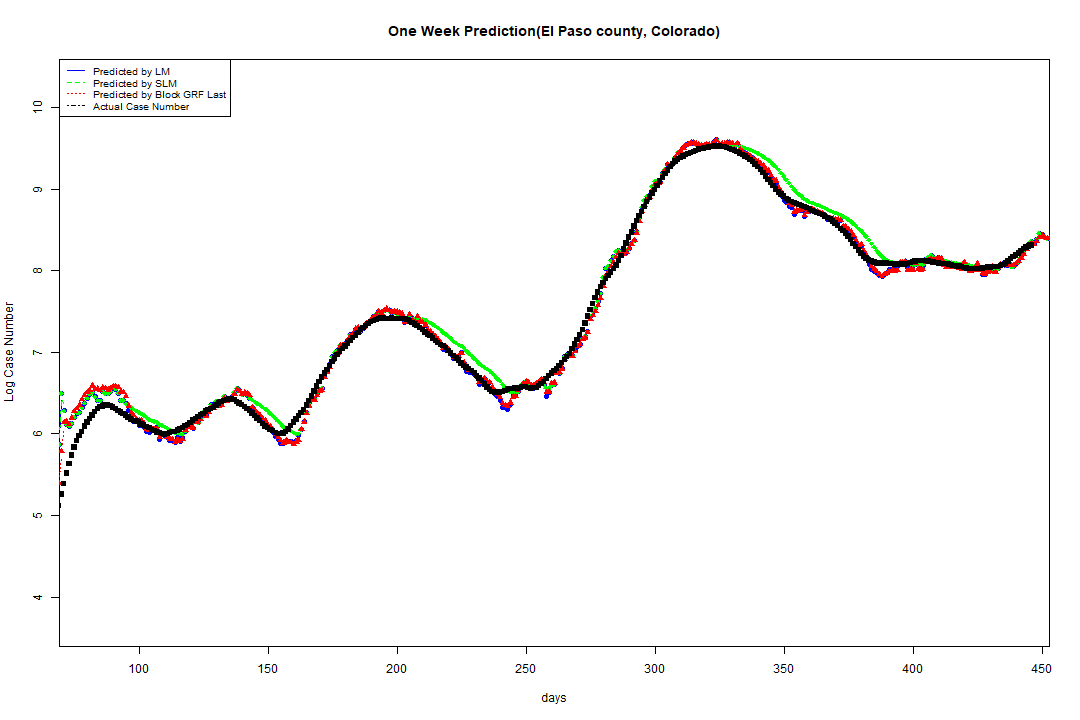 One Week Prediction(El Paso county, Colorado)
Predicted by LM
Predicted by SLM
Predicted by Block GRF Last
Actual Case Number
10
9
8
7
6
5
4
Log Case Number
100 150 200 250 300 350 400 450
days